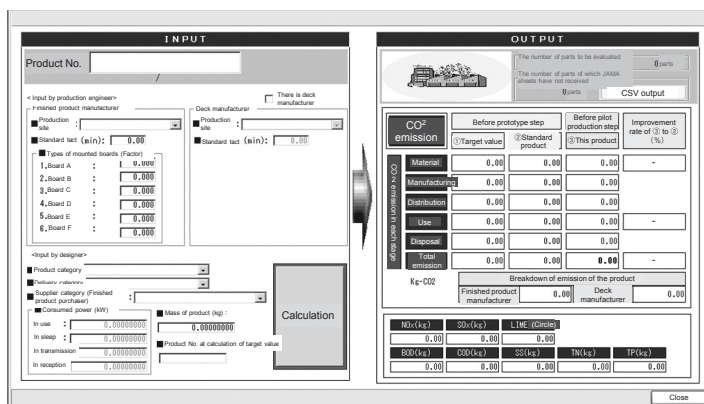 INPUT
Product No.
/
<Input by production engineer>
There is deck
manufacturer
Finished product manufacturer
■Production
site :
■Standard tact (min): 0.00
■Types of mounted boards (Factor)
1.Board A : 0.000
2.Board B : 0.000
3.Board C : 0.000
4.Board D : 0.000
5.Board E : 0.000
6.Board F : 0.000
Deck manufacturer
■Production
site :
■Standard tact (min): 0.00
<Input by designer>
■Product category
■Delivery category
■Supplier category (Finished
product purchaser) :
■Consumed power (kW)
In use : 0.00000000
In sleep : 0.00000000
In transmission 0.00000000
In reception 0.00000000
■Mass of product (kg) :
0.00000000
■Product No. at calculation of target value
Calculation
OUTPUT
The number of parts to be evaluated
0 parts
The number of parts of which JAMA
sheets have not received
0 parts
CSV output
CO²
emission
Before prototype step
Before pilot
production step
Improvement
rate of ③ to ②
(%)
①Target value
②Standard
product
③This product
CO2 emission in each stage
Material 0.00 0.00 0.00 -
Manufacturing 0.00 0.00 0.00
Distribution 0.00 0.00 0.00
Use 0.00 0.00 0.00 -
Disposal 0.00 0.00 0.00
Total
emission 0.00 0.00 0.00 -
Kg-CO2
Breakdown of emission of the product
Finished product
manufacturer 0.00
Deck
manufacturer 0.00
NOx(kg) SOx(kg) LIME (Circle)
0.00 0.00 0.00
BOD(kg) COD(kg) SS(kg) TN(kg) TP(kg)
0.00 0.00 0.00 0.00 0.00
Close